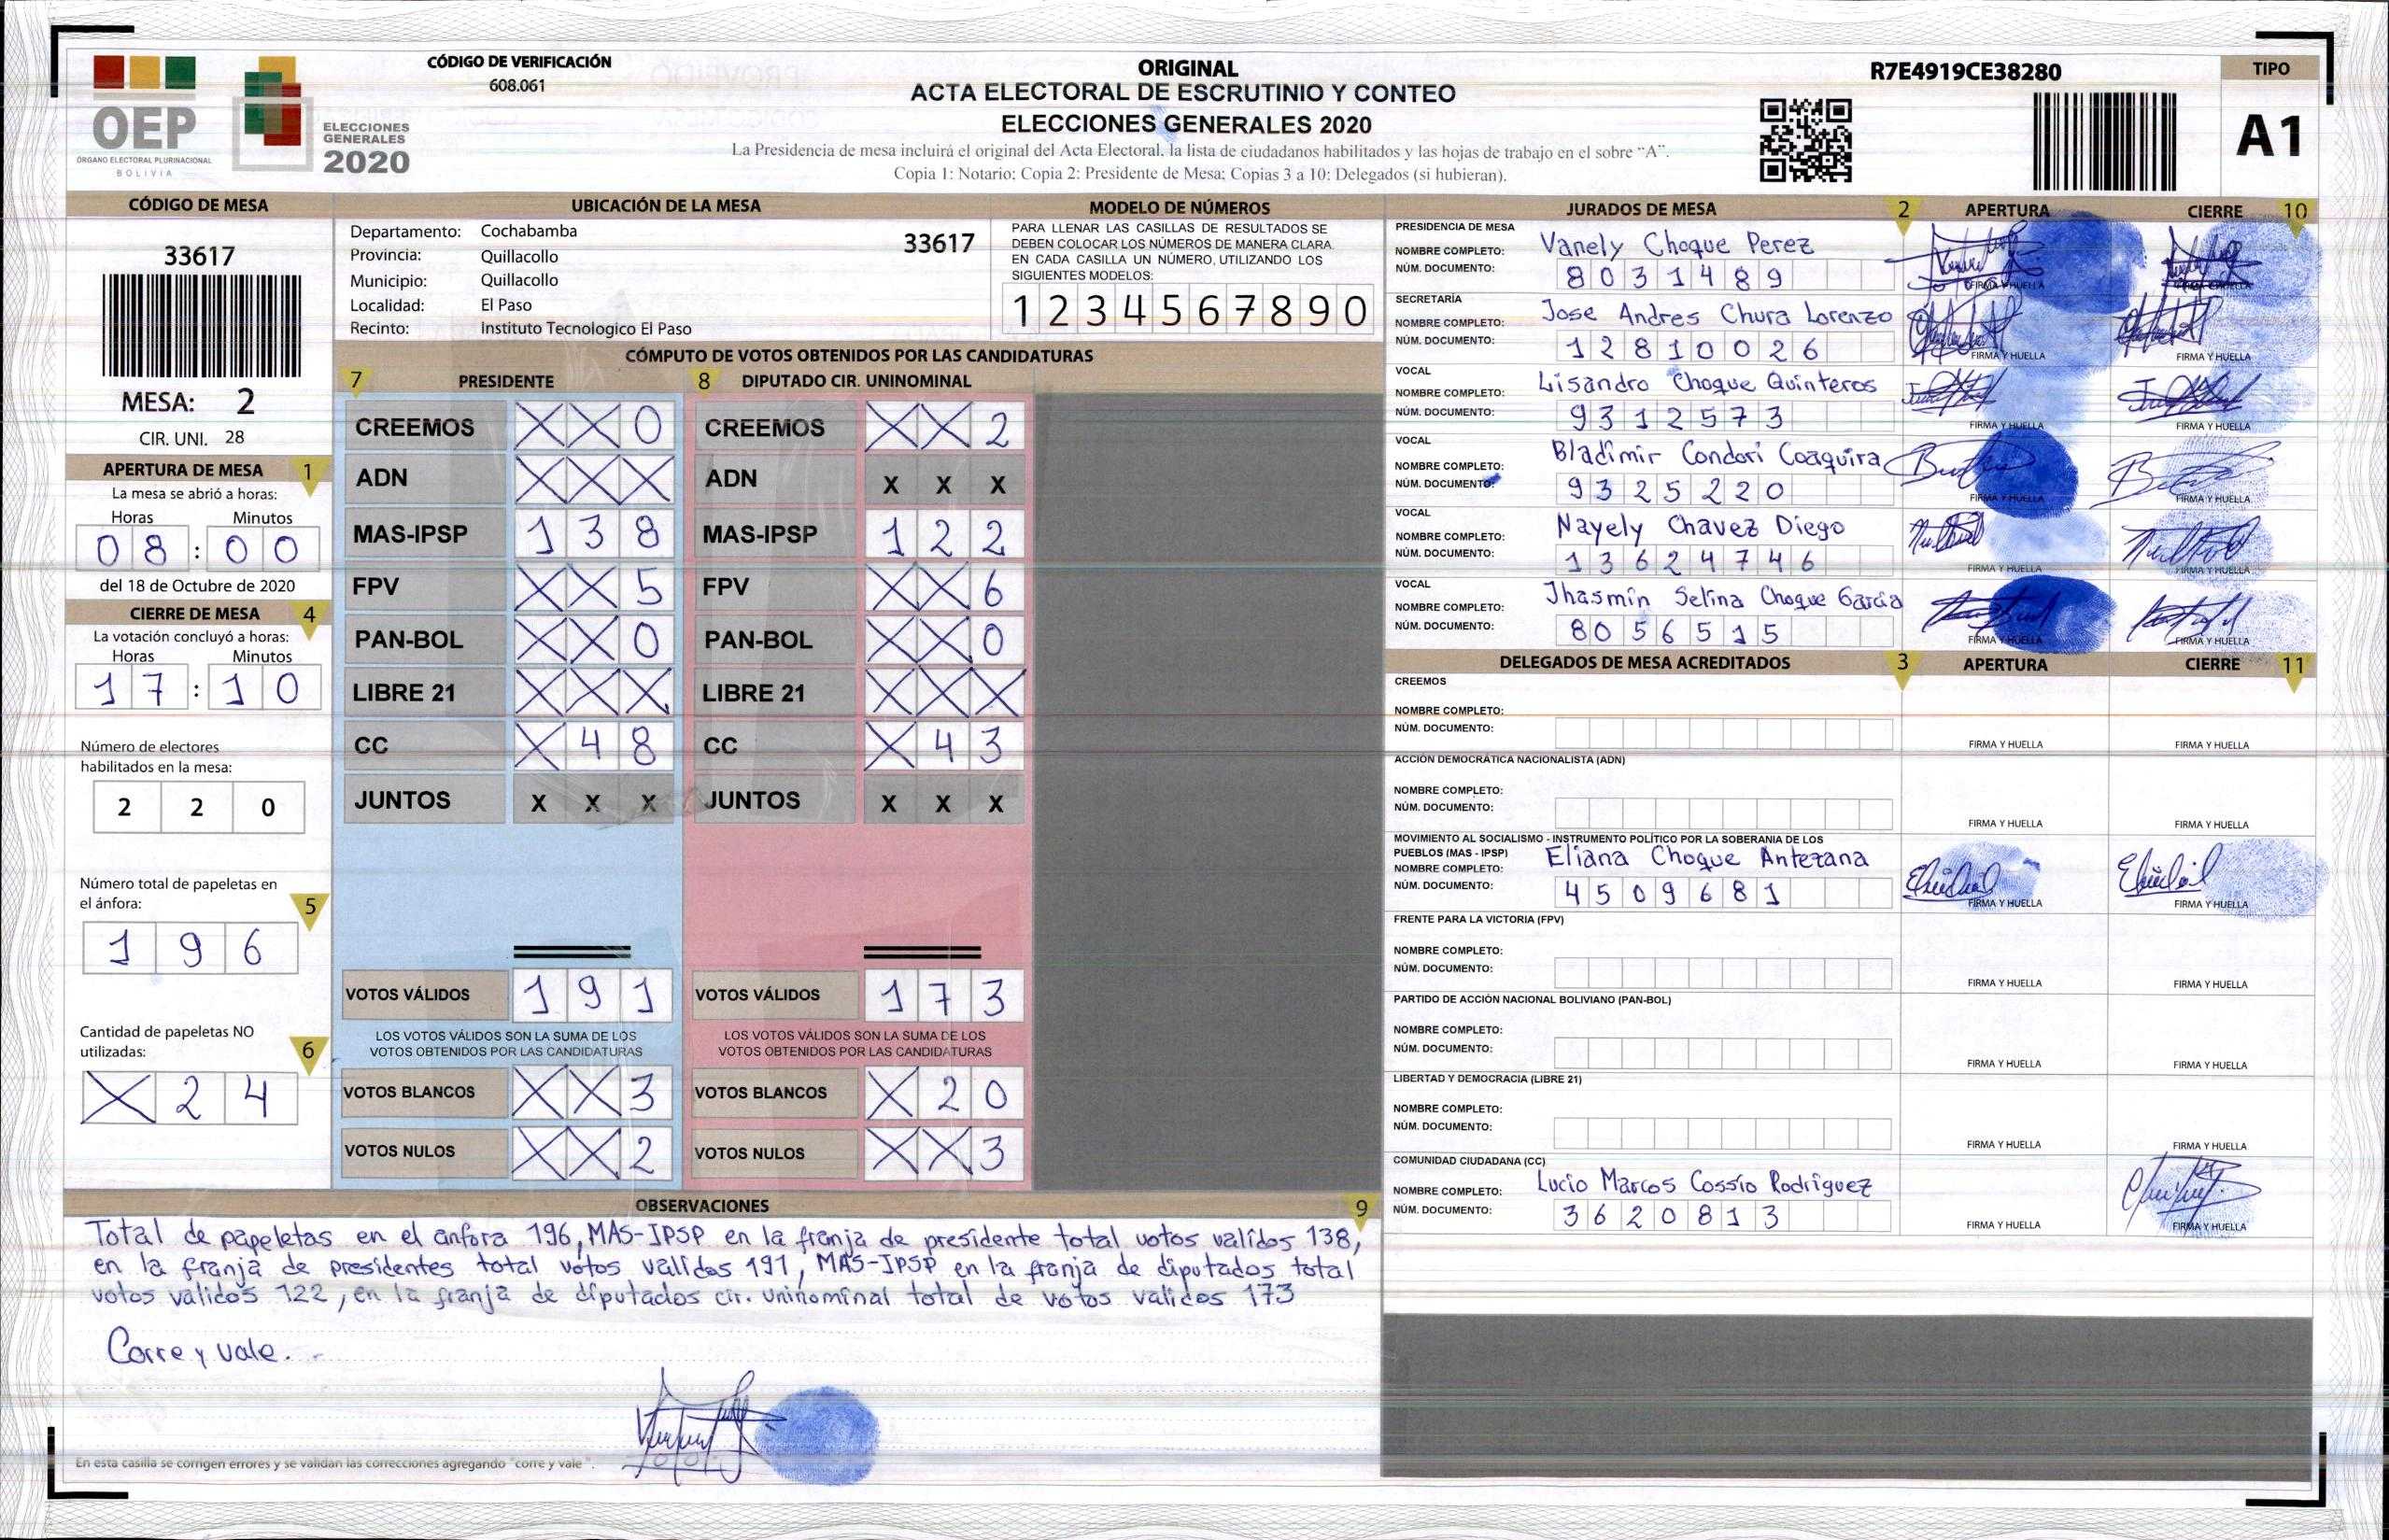 OEP
ÓRGANO ELECTORAL PLURINACIONAL
BOLIVIA
ELECCIONES
GENERALES
2020
CÓDIGO DE VERIFICACIÓN
608.061
ORIGINAL
ACTA ELECTORAL DE ESCRUTINIO Y CONTEO
ELECCIONES GENERALES 2020
La Presidencia de mesa incluirá el original del Acta Electoral, la lista de ciudadanos habilitados y las hojas de trabajo en el sobre "A".
Copia 1: Notario; Copia 2: Presidente de Mesa; Copias 3 a 10: Delegados (si hubieran).
R7E4919CE38280
TIPO
A1
CÓDIGO DE MESA
33617
MESA: 2
CIR. UNI. 28
APERTURA DE MESA 1
La mesa se abrió a horas:
Horas Minutos
08:00
del 18 de Octubre de 2020
CIERRE DE MESA 4
La votación concluyó a horas:
Horas Minutos
17:10
Número de electores
habilitados en la mesa:
2 2 0
Número total de papeletas en
el ánfora:
5
1 9 6
Cantidad de papeletas NO
utilizadas:
6
X 2 4
UBICACIÓN DE LA MESA
Departamento: Cochabamba
33617
Provincia: Quillacollo
Municipio: Quillacollo
Localidad: El Paso
Recinto: Instituto Tecnologico El Paso
MODELO DE NÚMEROS
PARA LLENAR LAS CASILLAS DE RESULTADOS SE
DEBEN COLOCAR LOS NÚMEROS DE MANERA CLARA.
EN CADA CASILLA UN NÚMERO, UTILIZANDO LOS
SIGUIENTES MODELOS:
1 2 3 4 5 6 7 8 9 0
CÓMPUTO DE VOTOS OBTENIDOS POR LAS CANDIDATURAS
7 PRESIDENTE
CREEMOS X X 0
ADN X X X
MAS-IPSP 1 3 8
FPV X X 5
PAN-BOL X X 0
LIBRE 21 X X X
CC X 4 8
JUNTOS X X X
VOTOS VÁLIDOS 1 9 1
LOS VOTOS VÁLIDOS SON LA SUMA DE LOS
VOTOS OBTENIDOS POR LAS CANDIDATURAS
VOTOS BLANCOS X X 3
VOTOS NULOS X X 2
8 DIPUTADO CIR. UNINOMINAL
CREEMOS X X 2
ADN X X X
MAS-IPSP 1 2 2
FPV X X 6
PAN-BOL X X 0
LIBRE 21 X X X
CC X 4 3
JUNTOS X X X
VOTOS VÁLIDOS 1 7 3
LOS VOTOS VÁLIDOS SON LA SUMA DE LOS
VOTOS OBTENIDOS POR LAS CANDIDATURAS
VOTOS BLANCOS X 2 0
VOTOS NULOS X X 3
OBSERVACIONES 9
Total de papeletas en el anfora 196, MAS-IPSP en la franja de presidente total votos validos 138,
en la franja de presidentes total votos validos 191, MAS-IPSP en la franja de diputados total
votos validos 122, en la franja de diputados cir. uninominal total de votos validos 173
Corre y vale.
En esta casilla se corrigen errores y se validan las correcciones agregando "corre y vale".
JURADOS DE MESA 2 APERTURA CIERRE 10
PRESIDENCIA DE MESA
NOMBRE COMPLETO: Vanely Choque Perez
NÚM. DOCUMENTO: 8031489
FIRMA Y HUELLA FIRMA Y HUELLA
SECRETARÍA
NOMBRE COMPLETO: Jose Andres Chura Lorenzo
NÚM. DOCUMENTO: 12810026
FIRMA Y HUELLA FIRMA Y HUELLA
VOCAL
NOMBRE COMPLETO: Lisandro Choque Quinteros
NÚM. DOCUMENTO: 9312573
FIRMA Y HUELLA FIRMA Y HUELLA
VOCAL
NOMBRE COMPLETO: Bladimir Condori Coaquira
NÚM. DOCUMENTO: 9325220
FIRMA Y HUELLA FIRMA Y HUELLA
VOCAL
NOMBRE COMPLETO: Nayely Chavez Diego
NÚM. DOCUMENTO: 13624746
FIRMA Y HUELLA FIRMA Y HUELLA
VOCAL
NOMBRE COMPLETO: Jhasmin Selina Choque Garcia
NÚM. DOCUMENTO: 8056515
FIRMA Y HUELLA FIRMA Y HUELLA
DELEGADOS DE MESA ACREDITADOS 3 APERTURA CIERRE 11
CREEMOS
NOMBRE COMPLETO:
NÚM. DOCUMENTO:
FIRMA Y HUELLA FIRMA Y HUELLA
ACCIÓN DEMOCRÁTICA NACIONALISTA (ADN)
NOMBRE COMPLETO:
NÚM. DOCUMENTO:
FIRMA Y HUELLA FIRMA Y HUELLA
MOVIMIENTO AL SOCIALISMO - INSTRUMENTO POLÍTICO POR LA SOBERANIA DE LOS
PUEBLOS (MAS - IPSP)
NOMBRE COMPLETO: Eliana Choque Antezana
NÚM. DOCUMENTO: 4509681
FIRMA Y HUELLA FIRMA Y HUELLA
FRENTE PARA LA VICTORIA (FPV)
NOMBRE COMPLETO:
NÚM. DOCUMENTO:
FIRMA Y HUELLA FIRMA Y HUELLA
PARTIDO DE ACCIÓN NACIONAL BOLIVIANO (PAN-BOL)
NOMBRE COMPLETO:
NÚM. DOCUMENTO:
FIRMA Y HUELLA FIRMA Y HUELLA
LIBERTAD Y DEMOCRACIA (LIBRE 21)
NOMBRE COMPLETO:
NÚM. DOCUMENTO:
FIRMA Y HUELLA FIRMA Y HUELLA
COMUNIDAD CIUDADANA (CC)
NOMBRE COMPLETO: Lucio Marcos Cossio Rodriguez
NÚM. DOCUMENTO: 3620813
FIRMA Y HUELLA FIRMA Y HUELLA